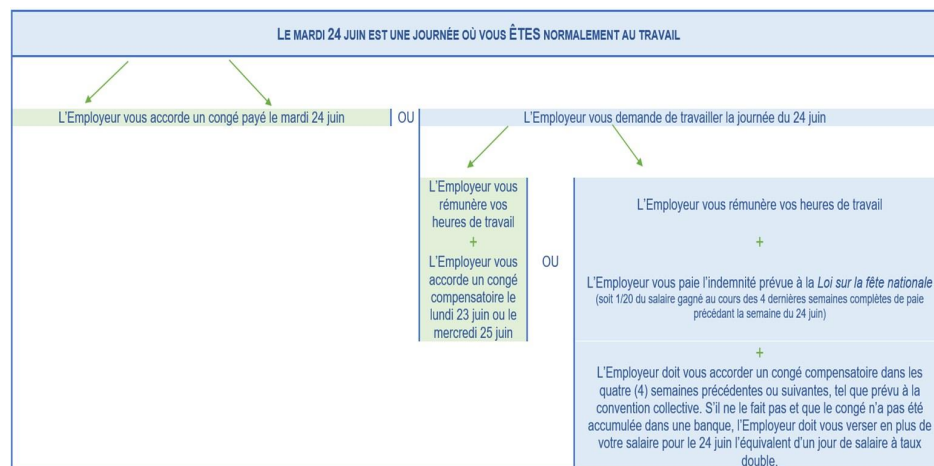 LE MARDI 24 JUIN EST UNE JOURNÉE OÙ VOUS ÊTES NORMALEMENT AU TRAVAIL
L'Employeur vous accorde un congé payé le mardi 24 juin
OU
L'Employeur vous demande de travailler la journée du 24 juin
L'Employeur vous
rémunère vos
heures de travail
+
L'Employeur vous
accorde un congé
compensatoire le
lundi 23 juin ou le
mercredi 25 juin
OU
L'Employeur vous rémunère vos heures de travail
+
L'Employeur vous paie l'indemnité prévue à la Loi sur la fête nationale
(soit 1/20 du salaire gagné au cours des 4 dernières semaines complètes de paie
précédant la semaine du 24 juin)
+
L'Employeur doit vous accorder un congé compensatoire dans les
quatre (4) semaines précédentes ou suivantes, tel que prévu à la
convention collective. S'il ne le fait pas et que le congé n'a pas été
accumulée dans une banque, l'Employeur doit vous verser en plus de
votre salaire pour le 24 juin l'équivalent d'un jour de salaire à taux
double.